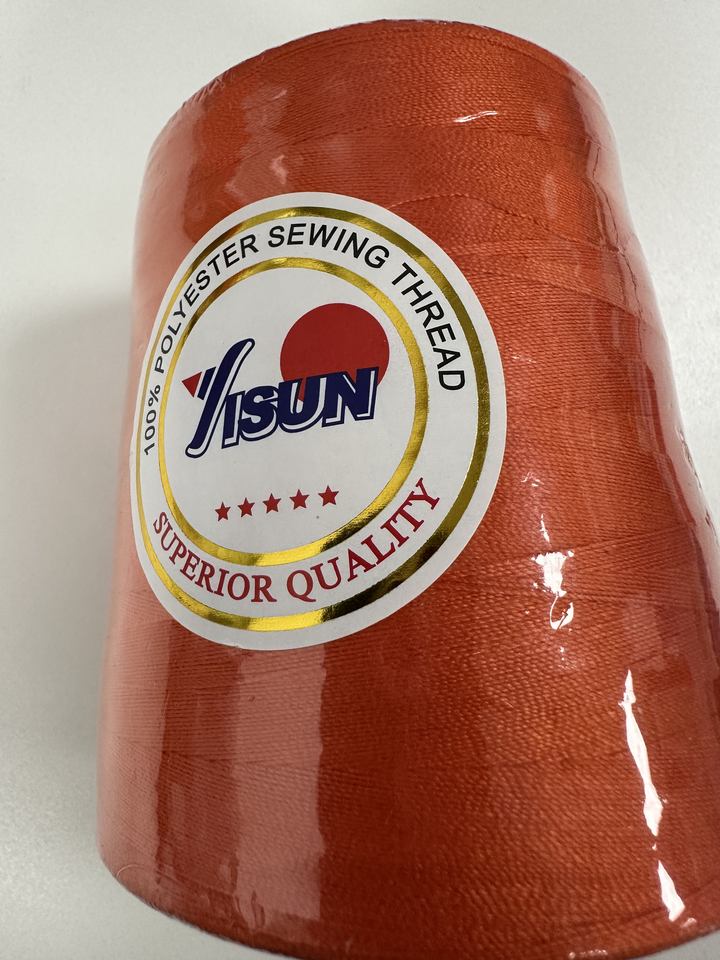 100% POLYESTER SEWING THREAD
YISUN
SUPERIOR QUALITY